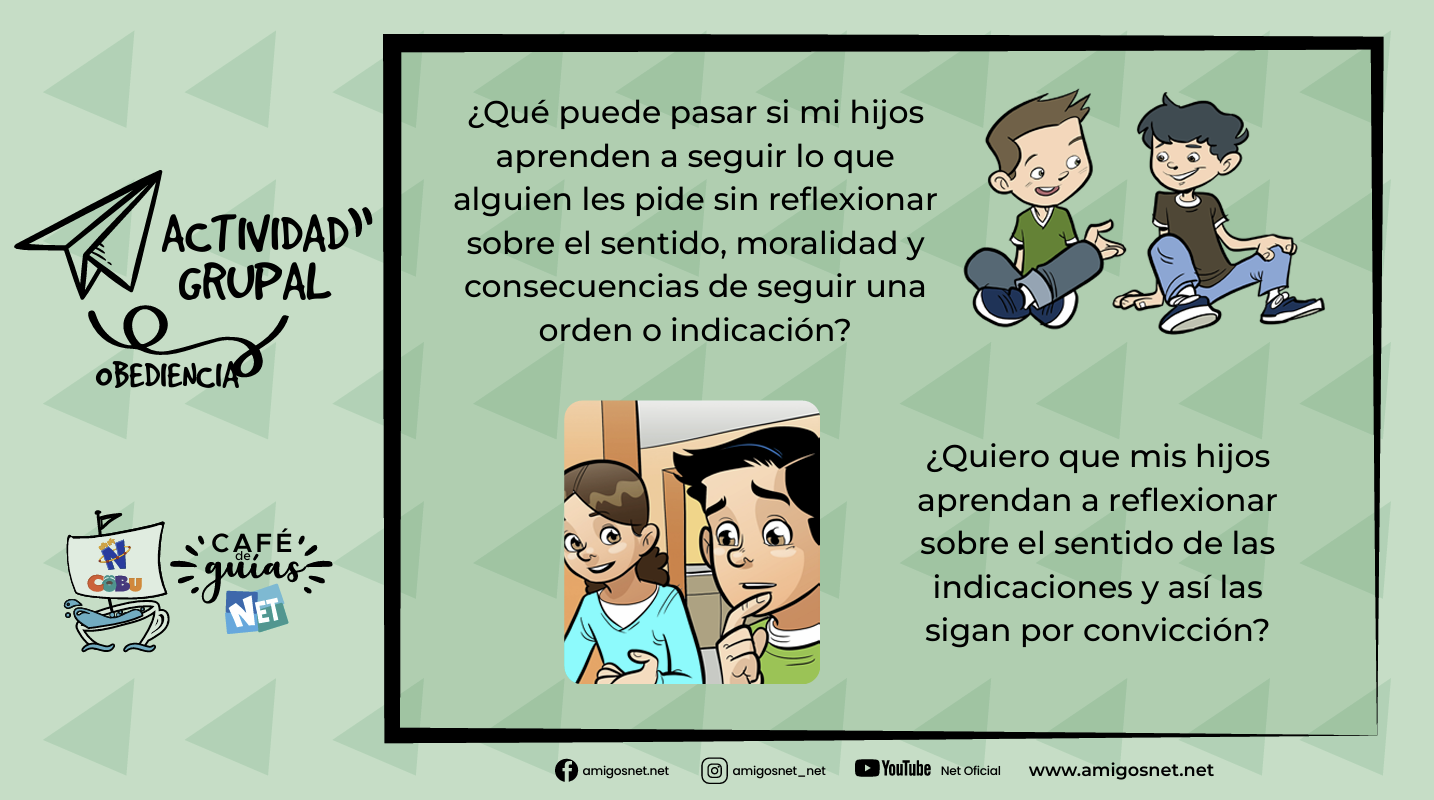 ACTIVIDAD"
GRUPAL
OBEDIENCIA
N
COBU
CAFÉ
de
guías
NET
¿Qué puede pasar si mi hijos
aprenden a seguir lo que
alguien les pide sin reflexionar
sobre el sentido, moralidad y
consecuencias de seguir una
orden o indicación?
¿Quiero que mis hijos
aprendan a reflexionar
sobre el sentido de las
indicaciones y así las
sigan por convicción?
amigosnet.net
amigosnet_net
YouTube Net Oficial
www.amigosnet.net